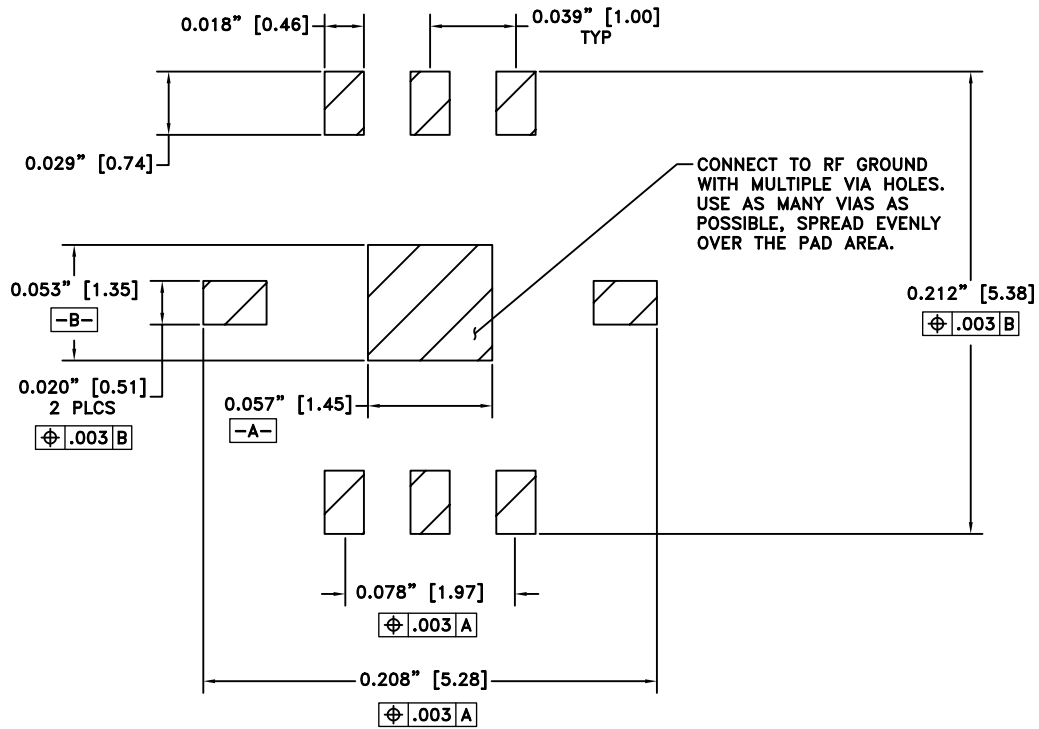 0.018” [0.46]
0.039” [1.00]
TYP
0.029” [0.74]
CONNECT TO RF GROUND
WITH MULTIPLE VIA HOLES.
USE AS MANY VIAS AS
POSSIBLE, SPREAD EVENLY
OVER THE PAD AREA.
0.053” [1.35]
-B-
0.212” [5.38]
⌖ .003 B
0.020” [0.51]
2 PLCS
⌖ .003 B
0.057” [1.45]
-A-
0.078” [1.97]
⌖ .003 A
0.208” [5.28]
⌖ .003 A